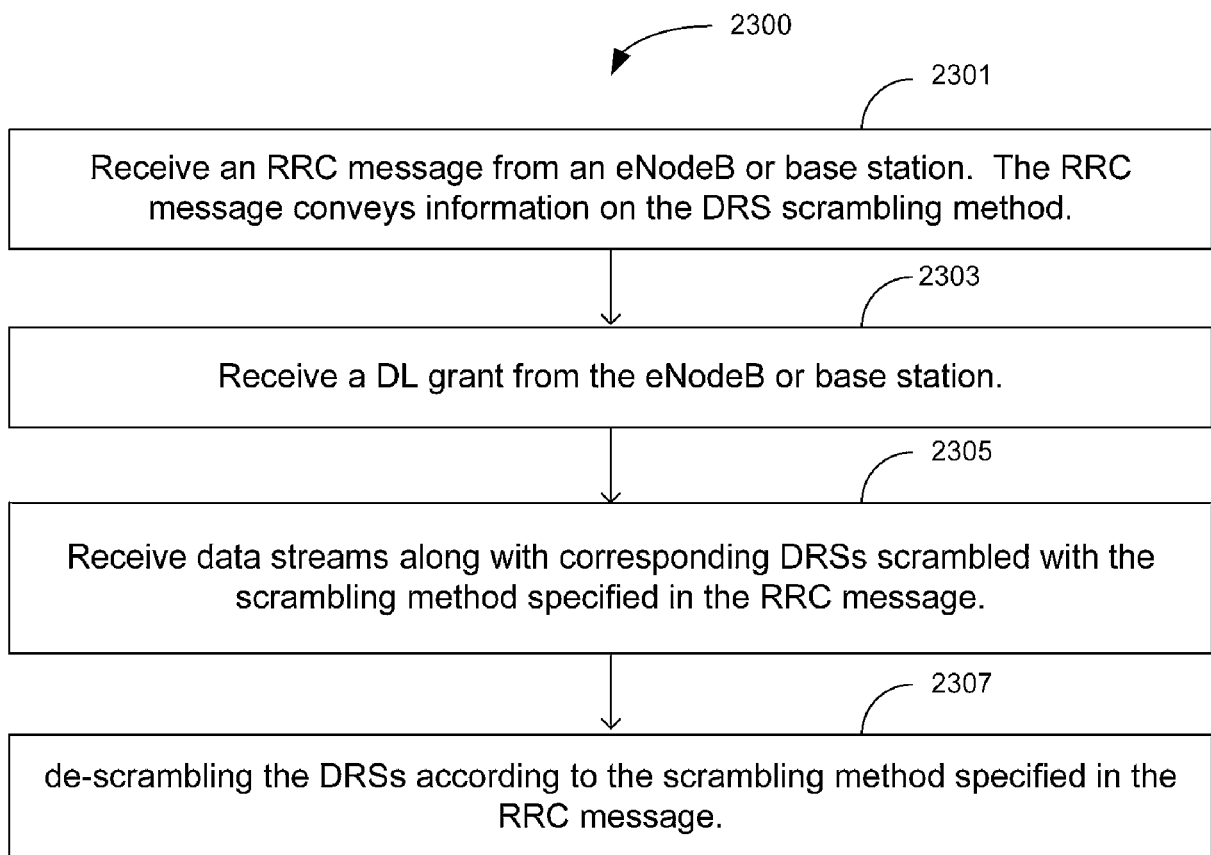 2300
2301
Receive an RRC message from an eNodeB or base station. The RRC
message conveys information on the DRS scrambling method.
2303
Receive a DL grant from the eNodeB or base station.
2305
Receive data streams along with corresponding DRSs scrambled with the
scrambling method specified in the RRC message.
2307
de-scrambling the DRSs according to the scrambling method specified in the
RRC message.